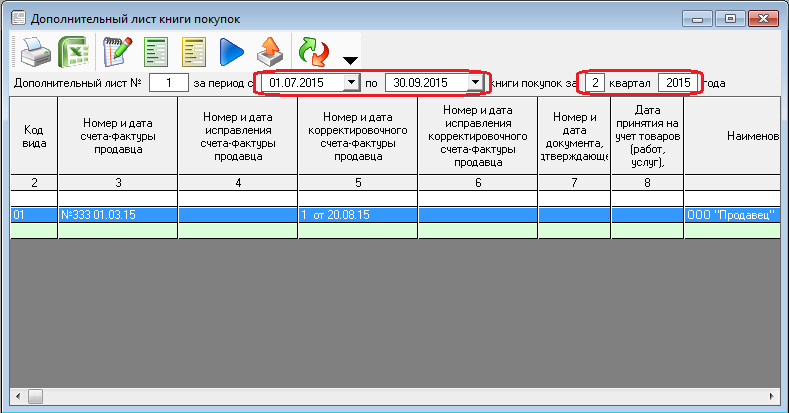 Дополнительный лист книги покупок
Дополнительный лист № 1 за период с 01.07.2015 по 30.09.2015 книги покупок за 2 квартал 2015 года
Код вида
Номер и дата счета-фактуры продавца
Номер и дата исправления счета-фактуры продавца
Номер и дата корректировочного счета-фактуры продавца
Номер и дата исправления корректировочного счета-фактуры продавца
Номер и дата документа, дтверждающе
Дата принятия на учет товаров (работ, услуг),
Наименов
2 3 4 5 6 7 8
01 №333 01.03.15 1 от 20.08.15 ООО "Продавец"